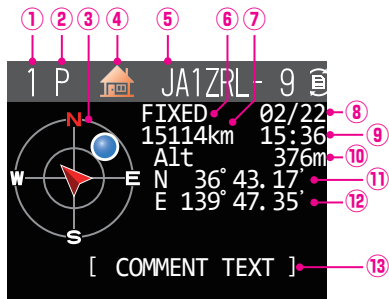 ① ② ③ ④ ⑤ ⑥ ⑦
1 P JA1ZRL- 9
FIXED 02/22 ⑧
15114km 15:36 ⑨
Alt 376m ⑩
N 36°43.17' ⑪
E 139°47.35' ⑫
N
W E
S
[ COMMENT TEXT ] ⑬